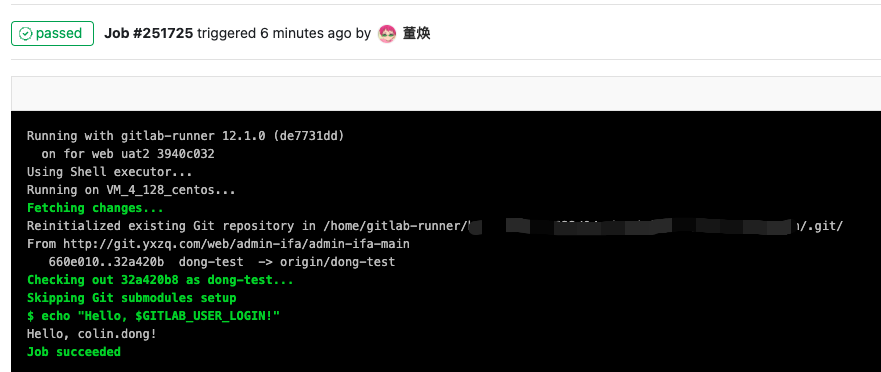 passed Job #251725 triggered 6 minutes ago by 董焕
Running with gitlab-runner 12.1.0 (de7731dd)
on for web uat2 3940c032
Using Shell executor...
Running on VM_4_128_centos...
Fetching changes...
Reinitialized existing Git repository in /home/gitlab-runner/ /.git/
From http://git.yxzq.com/web/admin-ifa/admin-ifa-main
660e010..32a420b dong-test -> origin/dong-test
Checking out 32a420b8 as dong-test...
Skipping Git submodules setup
$ echo "Hello, $GITLAB_USER_LOGIN!"
Hello, colin.dong!
Job succeeded